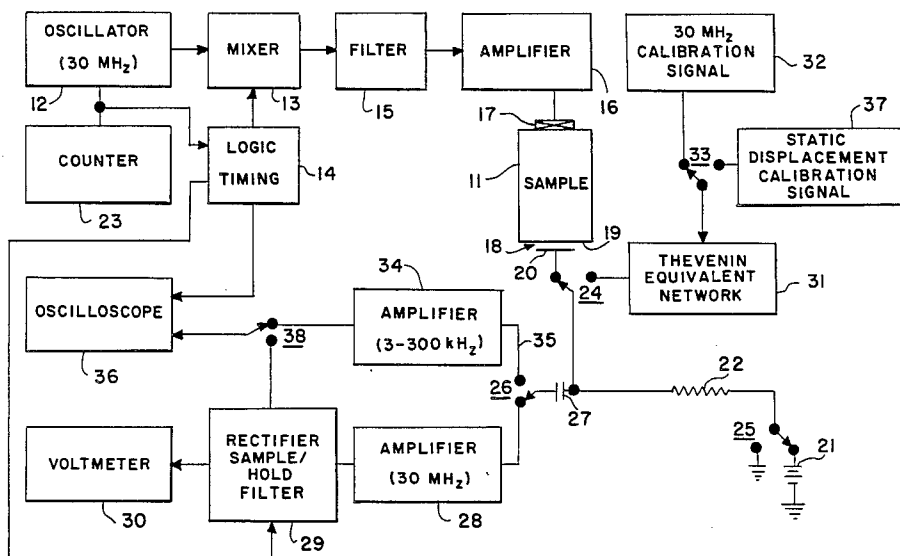 OSCILLATOR
(30 MHz)
12
MIXER
13
FILTER
15
AMPLIFIER
16
30 MHz
CALIBRATION
SIGNAL
32
COUNTER
23
LOGIC
TIMING
14
17
11
SAMPLE
18
19
20
33
37
STATIC
DISPLACEMENT
CALIBRATION
SIGNAL
24
THEVENIN
EQUIVALENT
NETWORK
31
OSCILLOSCOPE
36
38
34
AMPLIFIER
(3-300 kHz)
35
26
27
22
25
21
VOLTMETER
30
RECTIFIER
SAMPLE/
HOLD
FILTER
29
AMPLIFIER
(30 MHz)
28